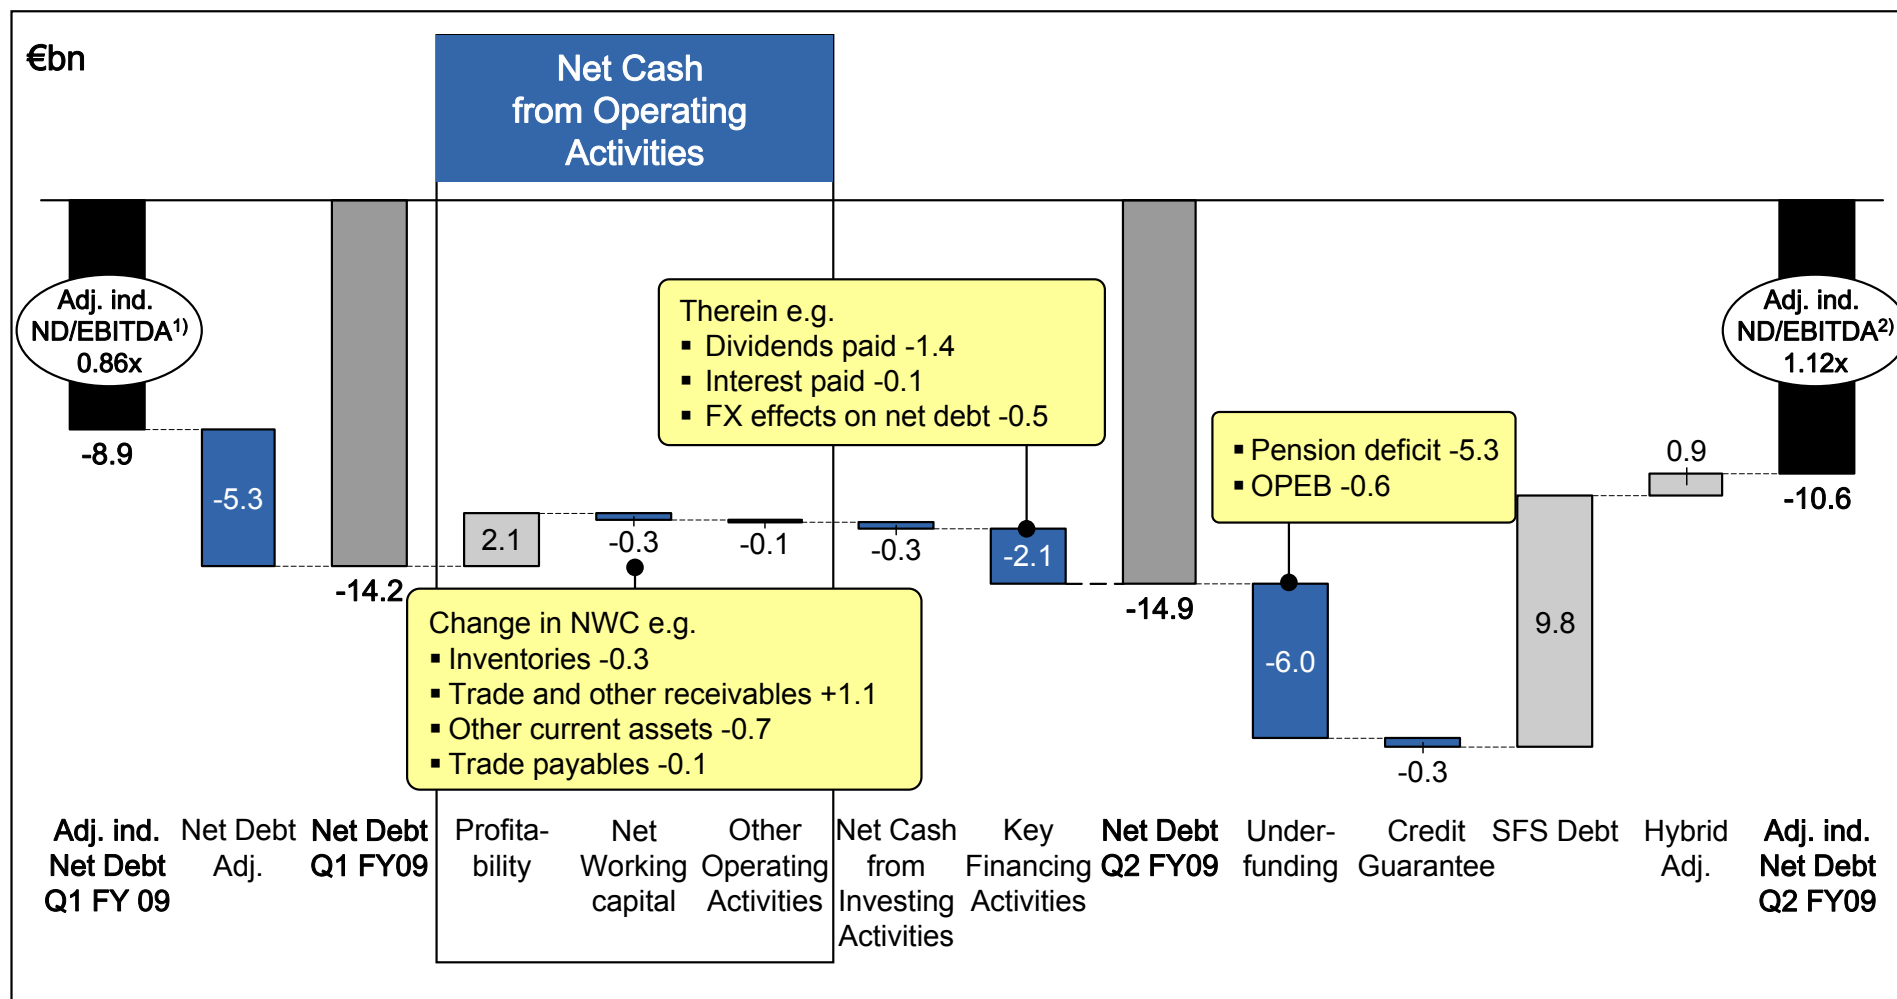 €bn
Net Cash
from Operating
Activities
Adj. ind.
ND/EBITDA1)
0.86x
Adj. ind.
ND/EBITDA2)
1.12x
Therein e.g.
▪ Dividends paid -1.4
▪ Interest paid -0.1
▪ FX effects on net debt -0.5
▪ Pension deficit -5.3
▪ OPEB -0.6
-8.9
-5.3
-14.2
2.1
-0.3
-0.1
-0.3
-2.1
-14.9
-6.0
-0.3
9.8
0.9
-10.6
Change in NWC e.g.
▪ Inventories -0.3
▪ Trade and other receivables +1.1
▪ Other current assets -0.7
▪ Trade payables -0.1
Adj. ind.
Net Debt
Q1 FY 09
Net Debt
Adj.
Net Debt
Q1 FY09
Profita-
bility
Net
Working
capital
Other
Operating
Activities
Net Cash
from
Investing
Activities
Key
Financing
Activities
Net Debt
Q2 FY09
Under-
funding
Credit
Guarantee
SFS Debt
Hybrid
Adj.
Adj. ind.
Net Debt
Q2 FY09